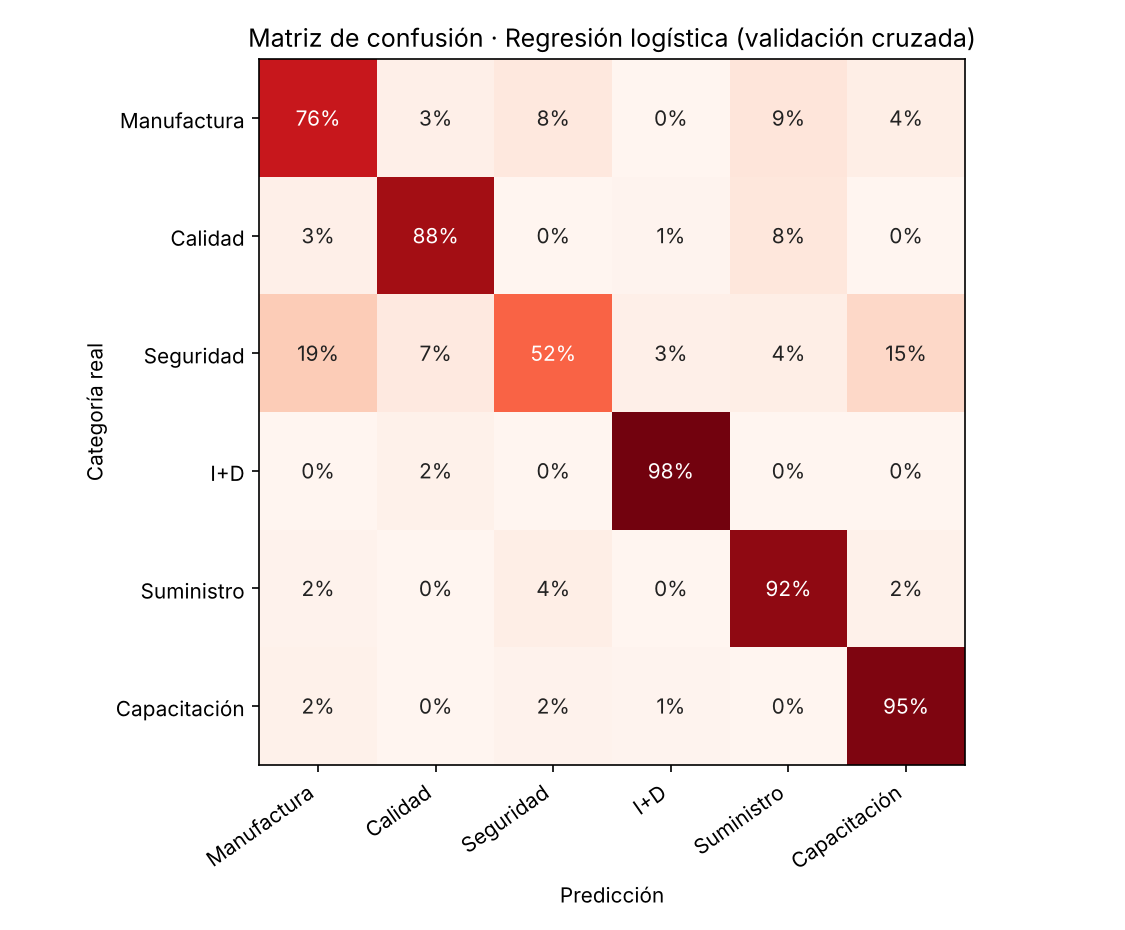 Matriz de confusión · Regresión logística (validación cruzada)
Manufactura 76% 3% 8% 0% 9% 4%
Calidad 3% 88% 0% 1% 8% 0%
Seguridad 19% 7% 52% 3% 4% 15%
I+D 0% 2% 0% 98% 0% 0%
Suministro 2% 0% 4% 0% 92% 2%
Capacitación 2% 0% 2% 1% 0% 95%
Categoría real
Manufactura Calidad Seguridad I+D Suministro Capacitación
Predicción